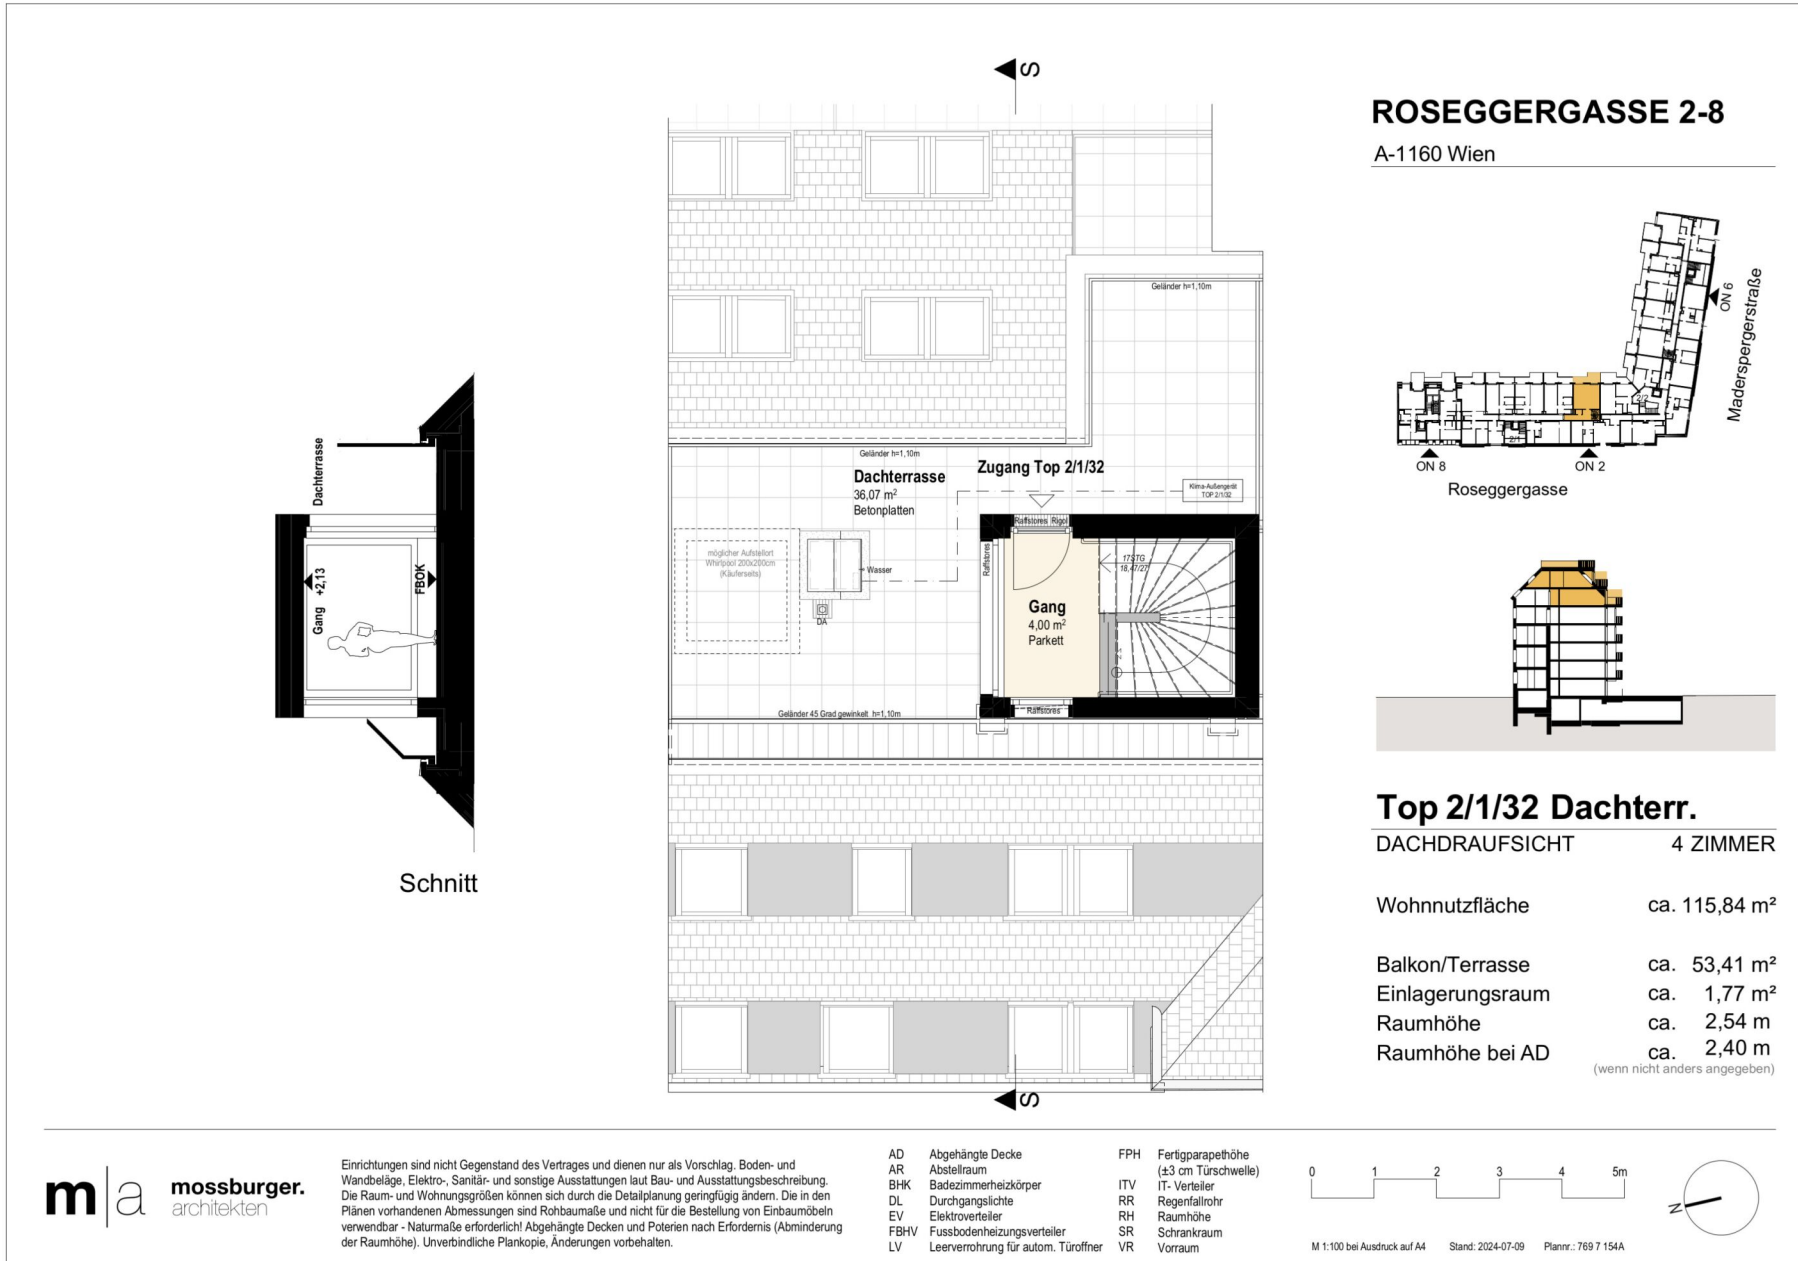 S
ROSEGGERGASSE 2-8
A-1160 Wien
ON 6
Maderspergerstraße
2/2
2/1
ON 8
ON 2
Roseggergasse
Geländer h=1,10m
Geländer h=1,10m
Dachterrasse
36,07 m²
Betonplatten
Zugang Top 2/1/32
Klima-Außengerät
TOP 2/1/32
Raffstores
Rigol
Raffstores
17STG
18,47/27
möglicher Aufstellort
Whirlpool 200x200cm
(Käuferseits)
Wasser
DA
Gang
4,00 m²
Parkett
Raffstores
Geländer 45 Grad gewinkelt h=1,10m
Dachterrasse
Gang +2,13
FBOK
Schnitt
S
Top 2/1/32 Dachterr.
DACHDRAUFSICHT 4 ZIMMER
Wohnnutzfläche ca. 115,84 m²
Balkon/Terrasse ca. 53,41 m²
Einlagerungsraum ca. 1,77 m²
Raumhöhe ca. 2,54 m
Raumhöhe bei AD ca. 2,40 m
(wenn nicht anders angegeben)
m|a mossburger.
architekten
Einrichtungen sind nicht Gegenstand des Vertrages und dienen nur als Vorschlag. Boden- und
Wandbeläge, Elektro-, Sanitär- und sonstige Ausstattungen laut Bau- und Ausstattungsbeschreibung.
Die Raum- und Wohnungsgrößen können sich durch die Detailplanung geringfügig ändern. Die in den
Plänen vorhandenen Abmessungen sind Rohbaumaße und nicht für die Bestellung von Einbaumöbeln
verwendbar - Naturmaße erforderlich! Abgehängte Decken und Poterien nach Erfordernis (Abminderung
der Raumhöhe). Unverbindliche Plankopie, Änderungen vorbehalten.
AD Abgehängte Decke
AR Abstellraum
BHK Badezimmerheizkörper
DL Durchgangslichte
EV Elektroverteiler
FBHV Fussbodenheizungsverteiler
LV Leerverrohrung für autom. Türöffner
FPH Fertigparapethöhe
(±3 cm Türschwelle)
ITV IT- Verteiler
RR Regenfallrohr
RH Raumhöhe
SR Schrankraum
VR Vorraum
0 1 2 3 4 5m
M 1:100 bei Ausdruck auf A4 Stand: 2024-07-09 Plannr.: 769 7 154A
N